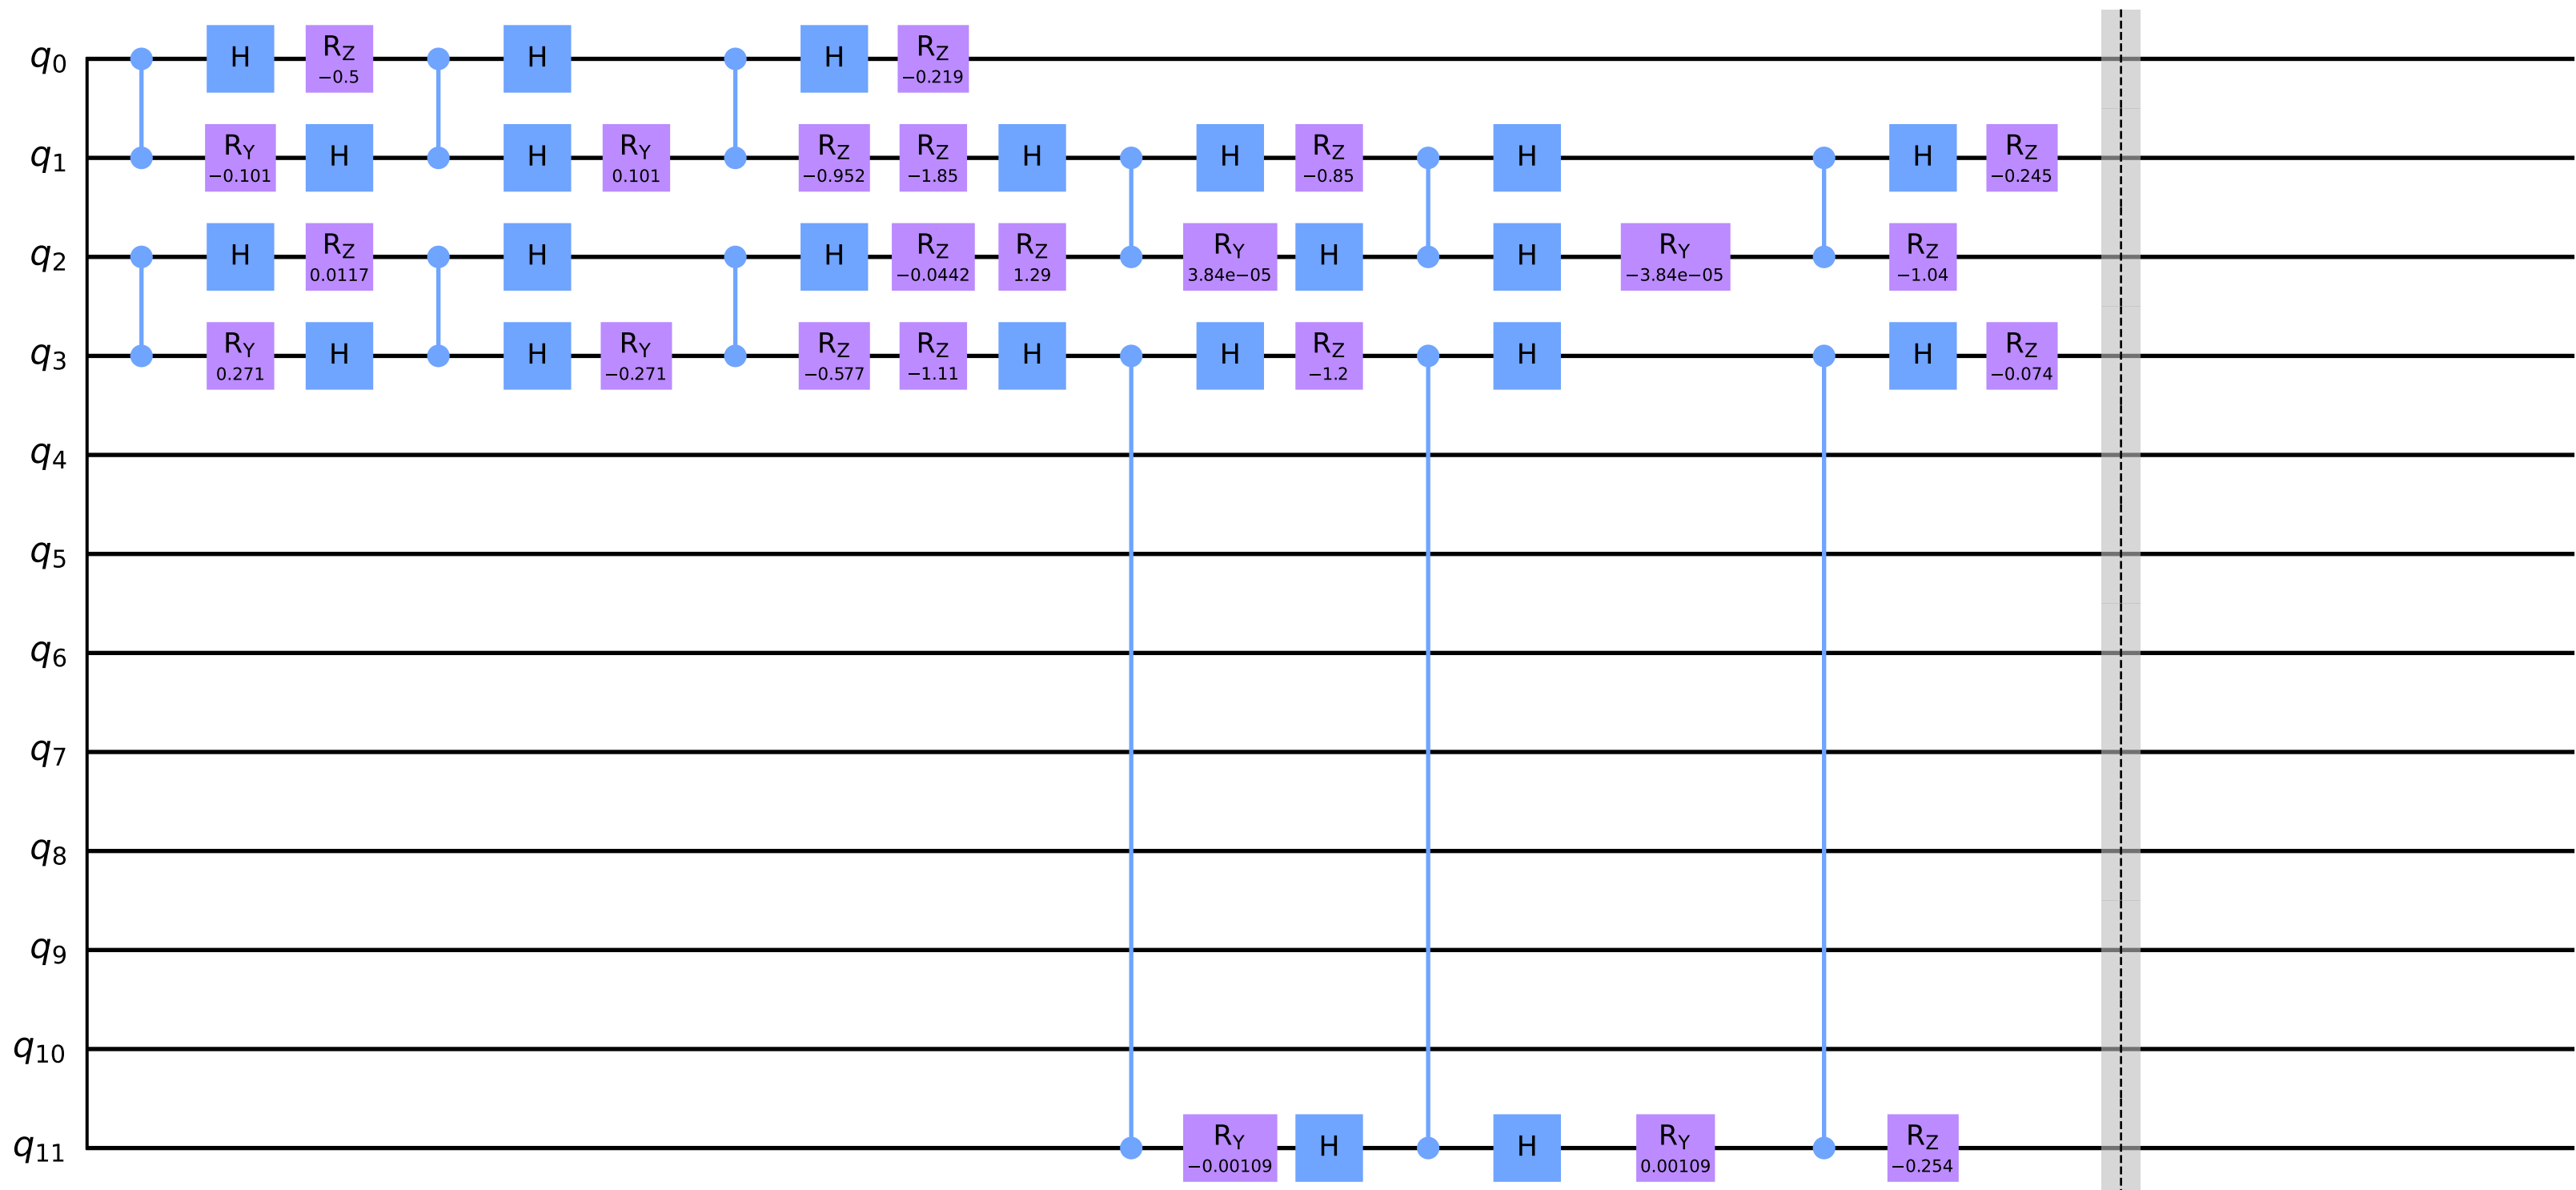 q0 H RZ −0.5 H H RZ −0.219
q1 RY −0.101 H H RY 0.101 RZ −0.952 RZ −1.85 H H RZ −0.85 H H RZ −0.245
q2 H RZ 0.0117 H H RZ −0.0442 RZ 1.29 RY 3.84e−05 H H RY −3.84e−05 RZ −1.04
q3 RY 0.271 H H RY −0.271 RZ −0.577 RZ −1.11 H H RZ −1.2 H H RZ −0.074
q4
q5
q6
q7
q8
q9
q10
q11 RY −0.00109 H H RY 0.00109 RZ −0.254